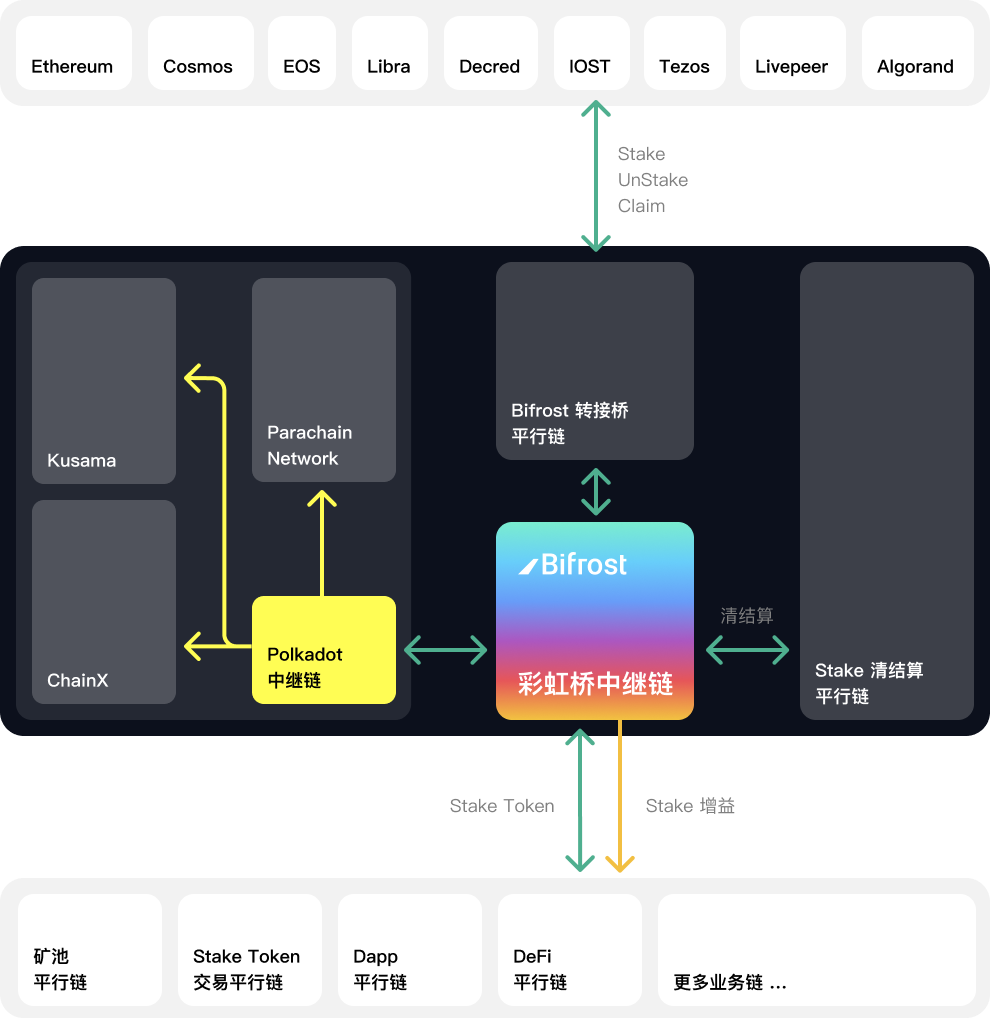 Ethereum
Cosmos
EOS
Libra
Decred
IOST
Tezos
Livepeer
Algorand
Stake
UnStake
Claim
Kusama
Parachain
Network
ChainX
Polkadot
中继链
Bifrost 转接桥
平行链
Bifrost
彩虹桥中继链
清结算
Stake 清结算
平行链
Stake Token
Stake 增益
矿池
平行链
Stake Token
交易平行链
Dapp
平行链
DeFi
平行链
更多业务链 ...